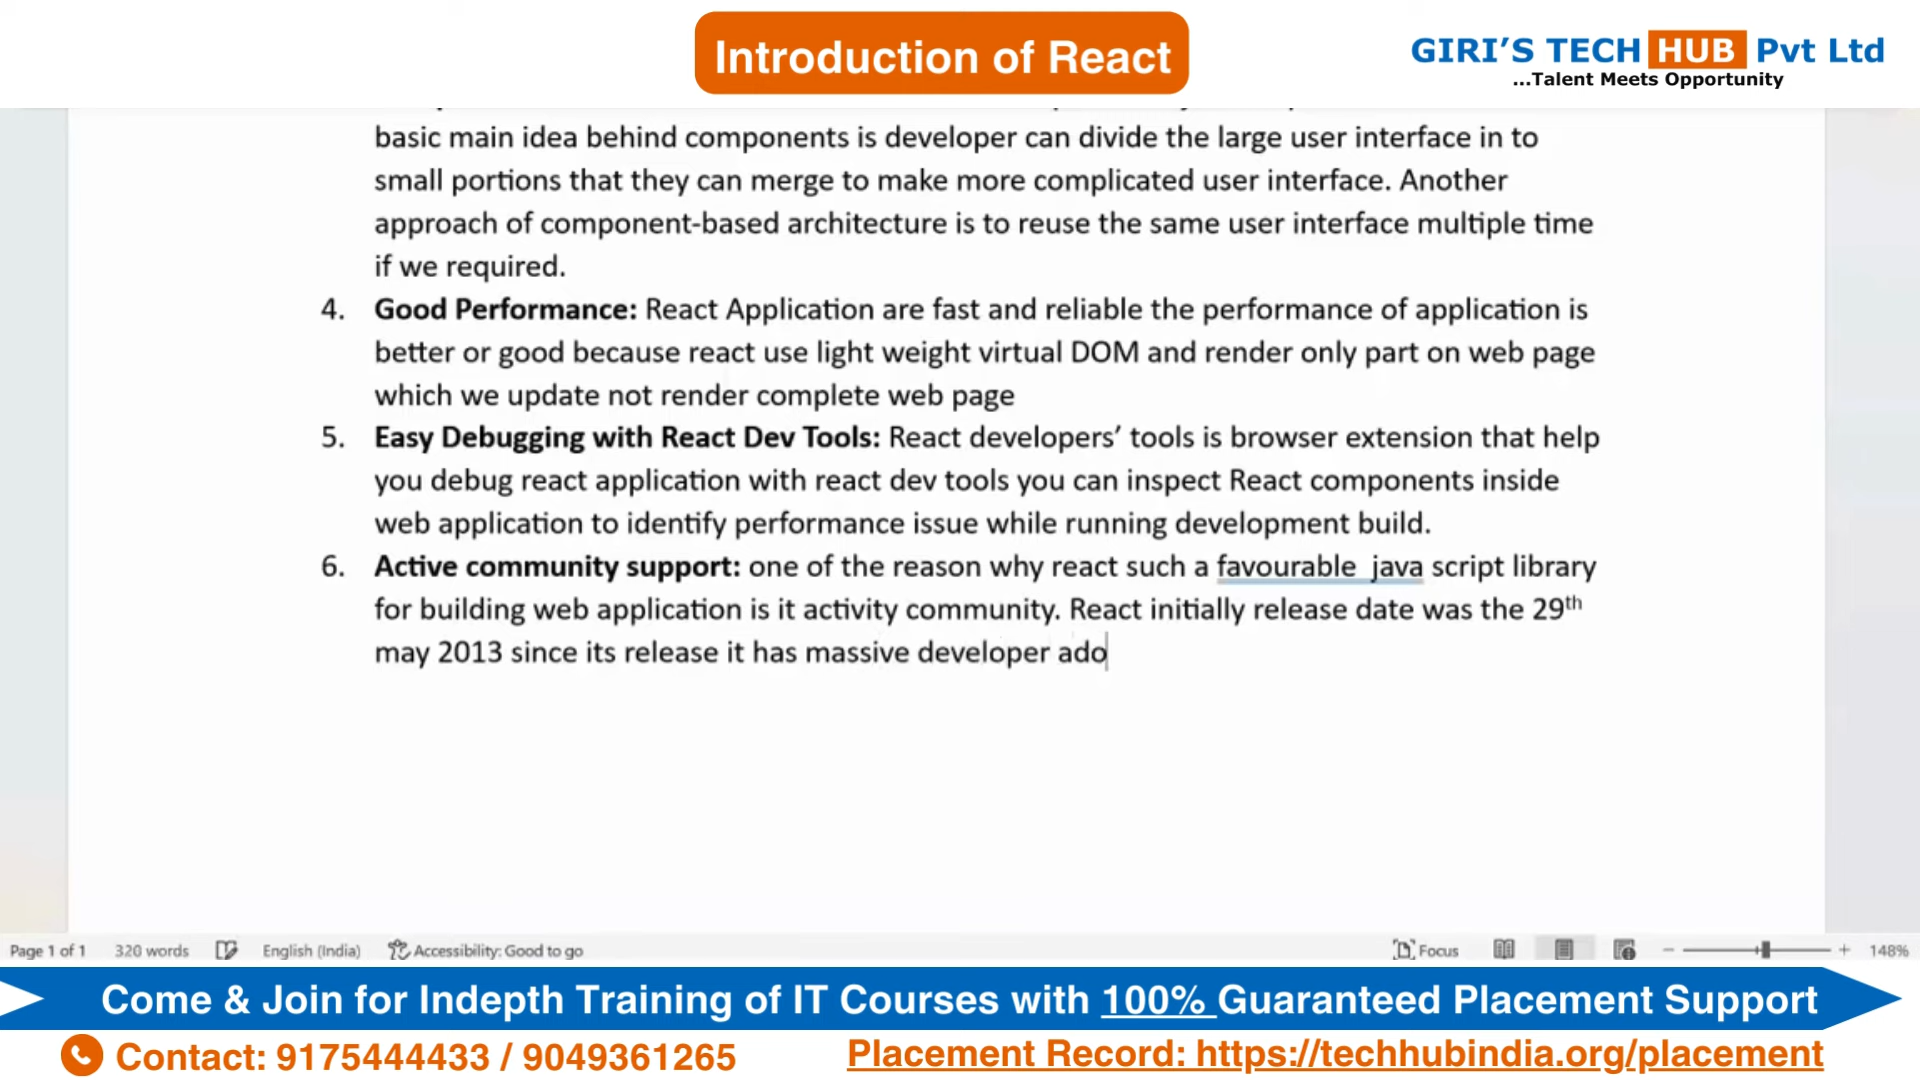 Introduction of React
GIRI'S TECH HUB Pvt Ltd
...Talent Meets Opportunity
basic main idea behind components is developer can divide the large user interface in to
small portions that they can merge to make more complicated user interface. Another
approach of component-based architecture is to reuse the same user interface multiple time
if we required.
4. Good Performance: React Application are fast and reliable the performance of application is
better or good because react use light weight virtual DOM and render only part on web page
which we update not render complete web page
5. Easy Debugging with React Dev Tools: React developers' tools is browser extension that help
you debug react application with react dev tools you can inspect React components inside
web application to identify performance issue while running development build.
6. Active community support: one of the reason why react such a favourable java script library
for building web application is it activity community. React initially release date was the 29th
may 2013 since its release it has massive developer ado
Page 1 of 1 320 words English (India) Accessibility: Good to go Focus 148%
Come & Join for Indepth Training of IT Courses with 100% Guaranteed Placement Support
Contact: 9175444433 / 9049361265 Placement Record: https://techhubindia.org/placement